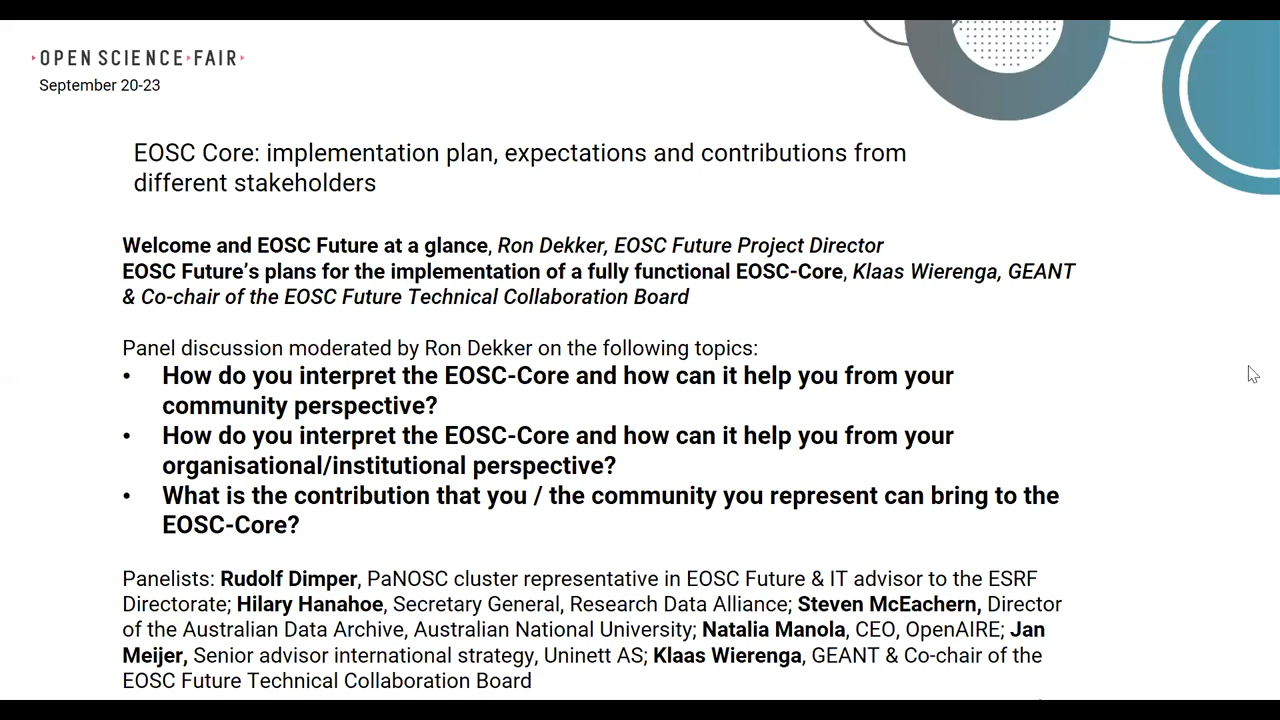 OPEN SCIENCE FAIR
September 20-23
EOSC Core: implementation plan, expectations and contributions from
different stakeholders
Welcome and EOSC Future at a glance, Ron Dekker, EOSC Future Project Director
EOSC Future’s plans for the implementation of a fully functional EOSC-Core, Klaas Wierenga, GEANT
& Co-chair of the EOSC Future Technical Collaboration Board
Panel discussion moderated by Ron Dekker on the following topics:
• How do you interpret the EOSC-Core and how can it help you from your
community perspective?
• How do you interpret the EOSC-Core and how can it help you from your
organisational/institutional perspective?
• What is the contribution that you / the community you represent can bring to the
EOSC-Core?
Panelists: Rudolf Dimper, PaNOSC cluster representative in EOSC Future & IT advisor to the ESRF
Directorate; Hilary Hanahoe, Secretary General, Research Data Alliance; Steven McEachern, Director
of the Australian Data Archive, Australian National University; Natalia Manola, CEO, OpenAIRE; Jan
Meijer, Senior advisor international strategy, Uninett AS; Klaas Wierenga, GEANT & Co-chair of the
EOSC Future Technical Collaboration Board